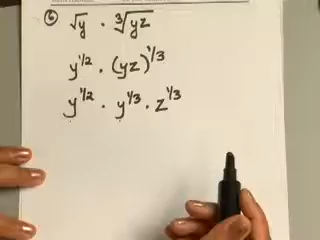 ⑥ √y · ∛(yz)
y^1/2 · (yz)^1/3
y^1/2 · y^1/3 · z^1/3